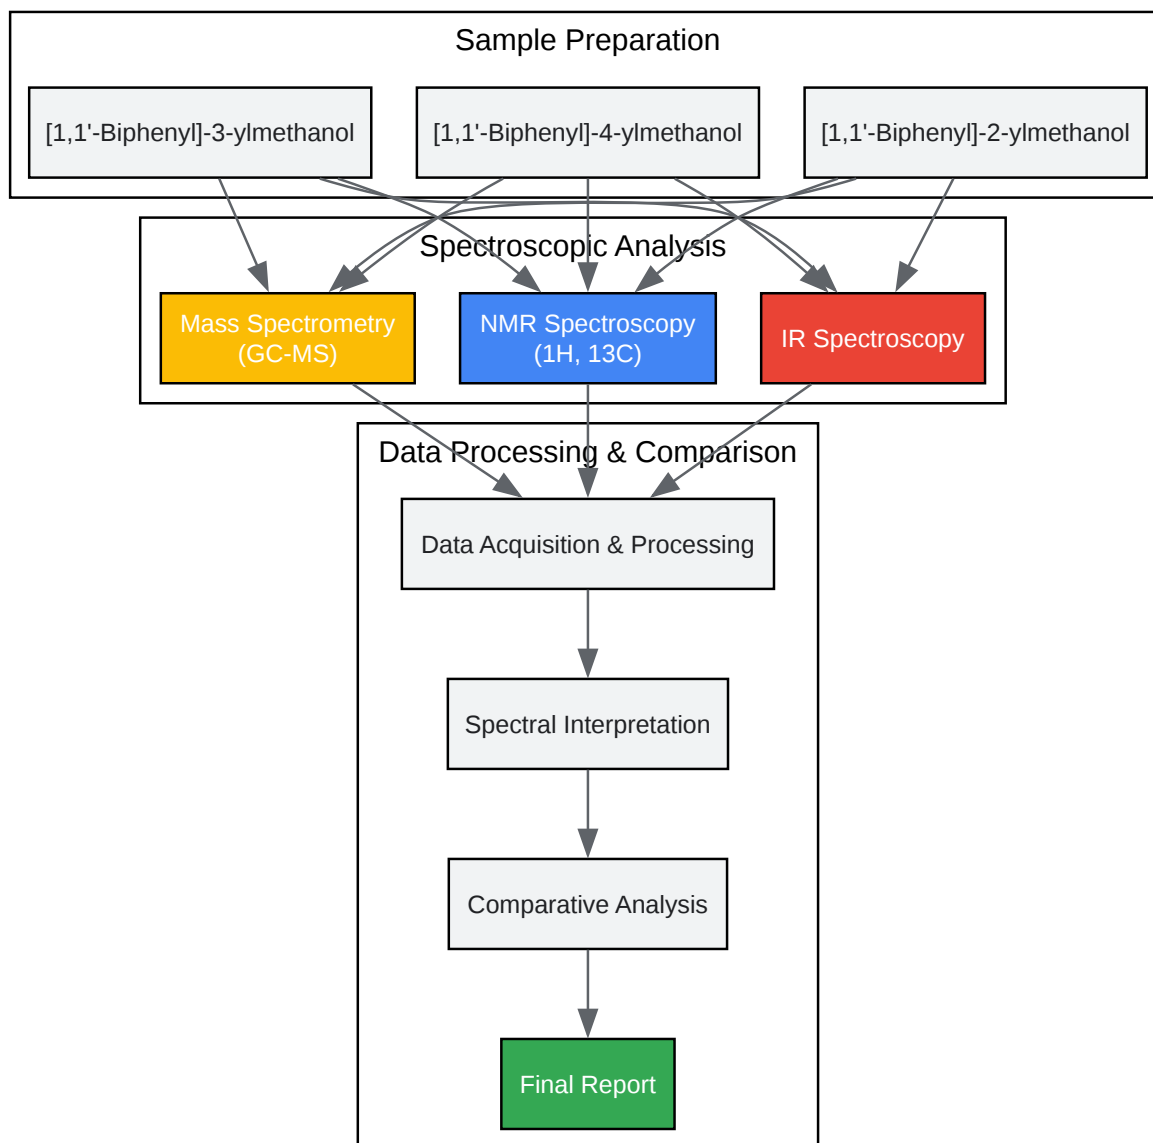 Sample Preparation
[1,1'-Biphenyl]-3-ylmethanol
[1,1'-Biphenyl]-4-ylmethanol
[1,1'-Biphenyl]-2-ylmethanol
Spectroscopic Analysis
Mass Spectrometry
(GC-MS)
NMR Spectroscopy
(1H, 13C)
IR Spectroscopy
Data Processing & Comparison
Data Acquisition & Processing
Spectral Interpretation
Comparative Analysis
Final Report